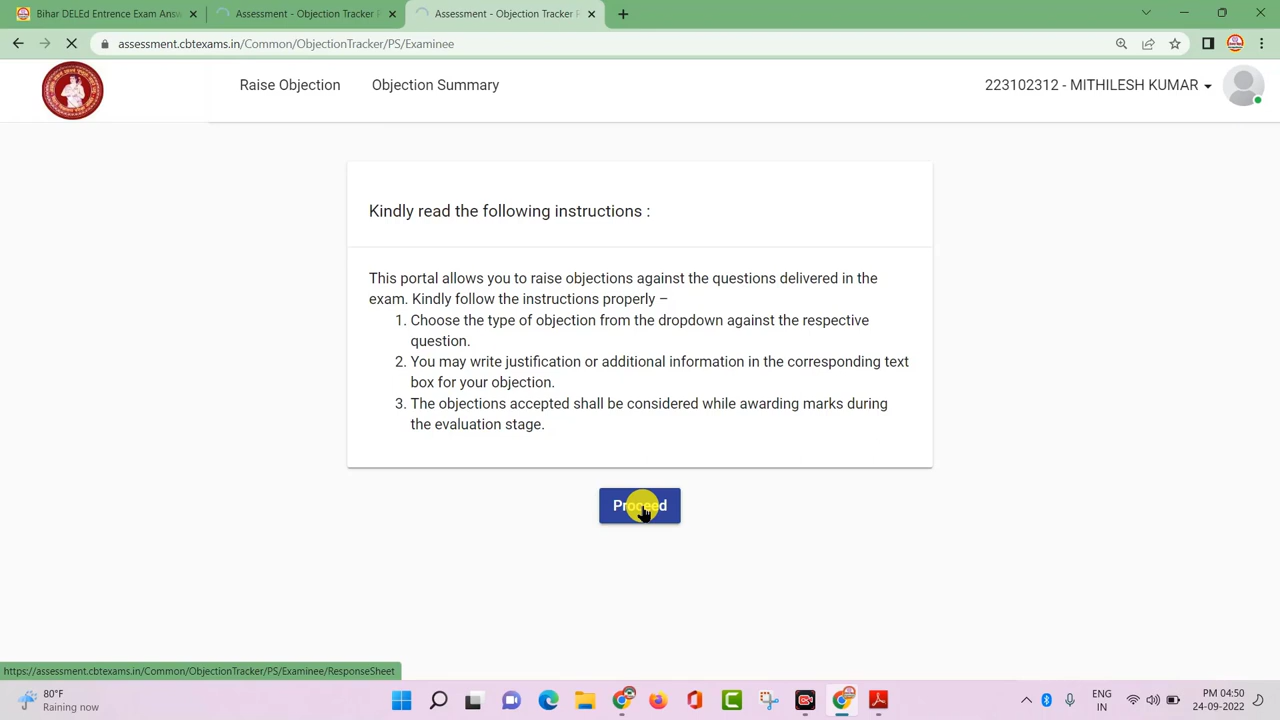 Bihar DELEd Entrence Exam Answ
Assessment - Objection Tracker P
Assessment - Objection Tracker P
assessment.cbtexams.in/Common/ObjectionTracker/PS/Examinee
Raise Objection
Objection Summary
223102312 - MITHILESH KUMAR
Kindly read the following instructions :
This portal allows you to raise objections against the questions delivered in the
exam. Kindly follow the instructions properly –
1. Choose the type of objection from the dropdown against the respective
question.
2. You may write justification or additional information in the corresponding text
box for your objection.
3. The objections accepted shall be considered while awarding marks during
the evaluation stage.
Proceed
https://assessment.cbtexams.in/Common/ObjectionTracker/PS/Examinee/ResponseSheet
80°F
Raining now
ENG
IN
PM 04:50
24-09-2022